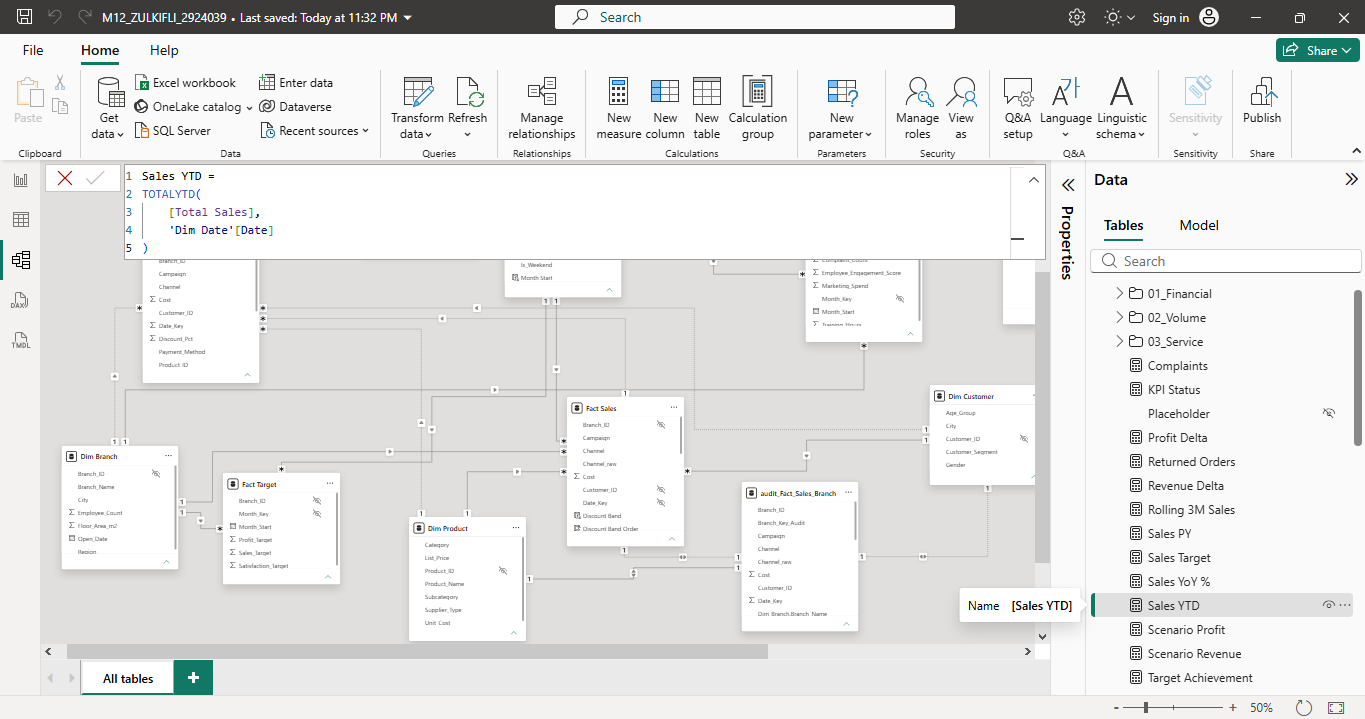 M12_ZULKIFLI_2924039 • Last saved: Today at 11:32 PM
Search
Sign in
File
Home
Help
Share
Paste
Clipboard
Get data
Excel workbook
OneLake catalog
SQL Server
Enter data
Dataverse
Recent sources
Data
Transform data
Refresh
Queries
Manage relationships
Relationships
New measure
New column
New table
Calculation group
Calculations
New parameter
Parameters
Manage roles
View as
Security
Q&A setup
Language
Linguistic schema
Q&A
Sensitivity
Sensitivity
Publish
Share
DAX
TMDL
1 Sales YTD =
2 TOTALYTD(
3 [Total Sales],
4 'Dim Date'[Date]
5 )
Branch_ID
Campaign
Channel
Cost
Customer_ID
Date_Key
Discount_Pct
Payment_Method
Product ID
Is_Weekend
Month Start
Complaint_Count
Employee_Engagement_Score
Marketing_Spend
Month_Key
Month_Start
Training_Hours
Dim Branch
Branch_ID
Branch_Name
City
Employee_Count
Floor_Area_m2
Open_Date
Region
Fact Target
Branch_ID
Month_Key
Month_Start
Profit_Target
Sales_Target
Satisfaction_Target
Dim Product
Category
List_Price
Product_ID
Product_Name
Subcategory
Supplier_Type
Unit_Cost
Fact Sales
Branch_ID
Campaign
Channel
Channel_raw
Cost
Customer_ID
Date_Key
Discount Band
Discount Band Order
audit_Fact_Sales_Branch
Branch_ID
Branch_Key_Audit
Campaign
Channel
Channel_raw
Cost
Customer_ID
Date_Key
Dim Branch.Branch_Name
Dim Customer
Age_Group
City
Customer_ID
Customer_Segment
Gender
All tables
Properties
Data
Tables
Model
Search
01_Financial
02_Volume
03_Service
Complaints
KPI Status
Placeholder
Profit Delta
Returned Orders
Revenue Delta
Rolling 3M Sales
Sales PY
Sales Target
Sales YoY %
Sales YTD
Scenario Profit
Scenario Revenue
Target Achievement
Name [Sales YTD]
- + 50%